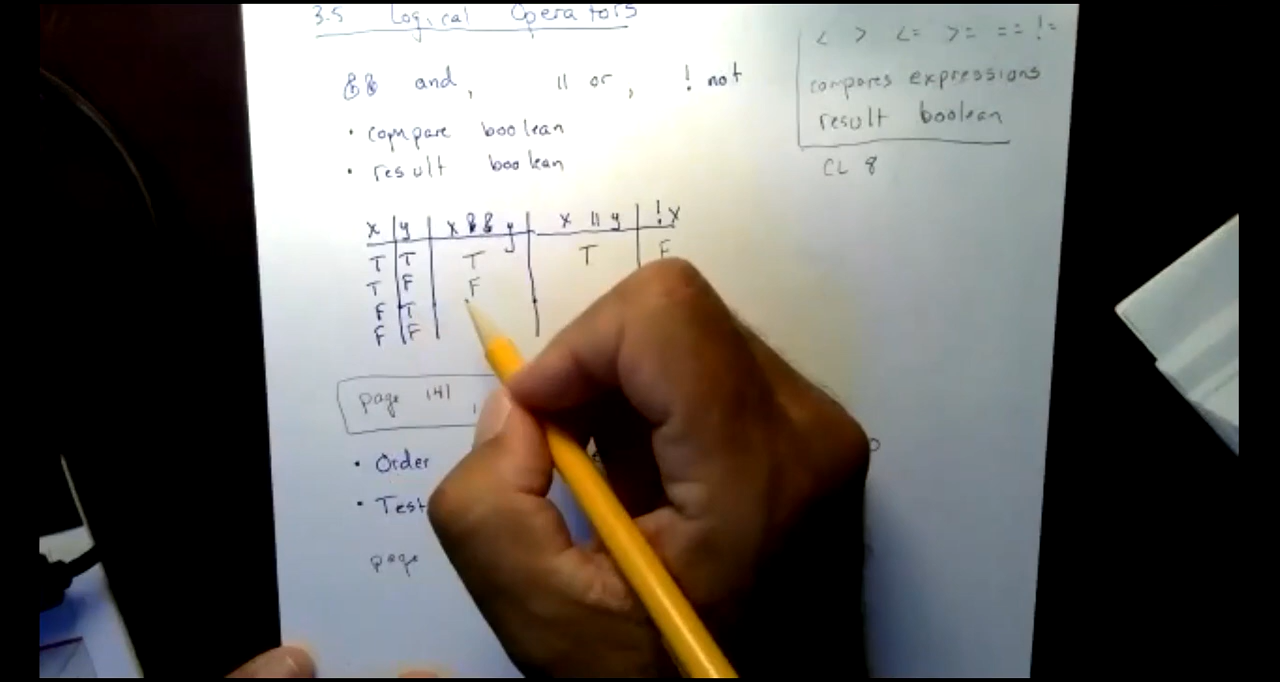 3.5 Logical Operators
&& and, || or, ! not
• compare boolean
• result boolean
x y x && y x || y !x
T T T T F
T F F
F T
F F
page 141
• Order
• Test
page
< > <= >= == !=
compares expressions
result boolean
CL 8